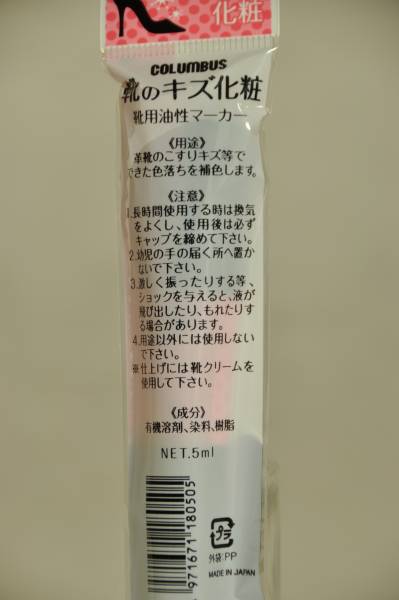 化粧
COLUMBUS
靴のキズ化粧
靴用油性マーカー
《用途》
革靴のこすりキズ等で
できた色落ちを補色します。
《注意》
1.長時間使用する時は換気
をよくし、使用後は必ず
キャップを締めて下さい。
2.幼児の手の届く所へ置か
ないで下さい。
3.激しく振ったりする等、
ショックを与えると、液が
飛び出したり、もれたりす
る場合があります。
4.用途以外には使用しない
で下さい。
※仕上げには靴クリームを
使用して下さい。
《成分》
有機溶剤、染料、樹脂
NET.5ml
971671 180505
プラ
外袋:PP
MADE IN JAPAN